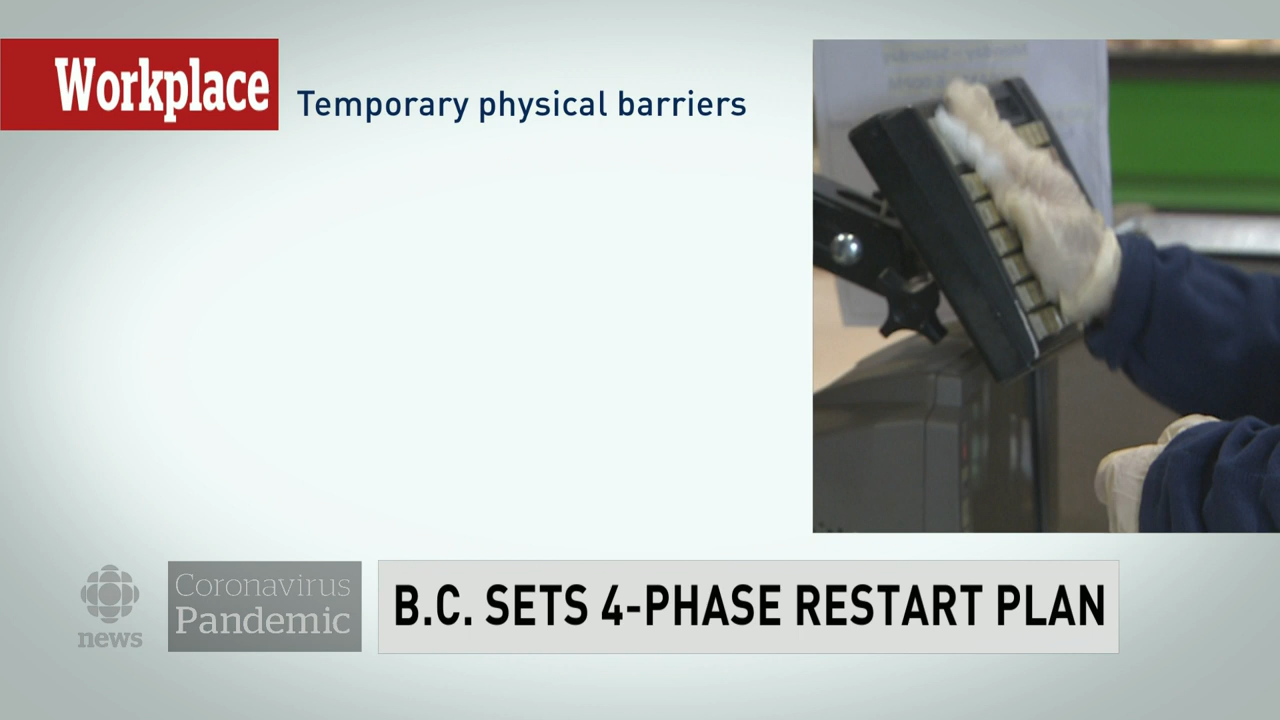 Workplace
Temporary physical barriers
news
Coronavirus
Pandemic
B.C. SETS 4-PHASE RESTART PLAN